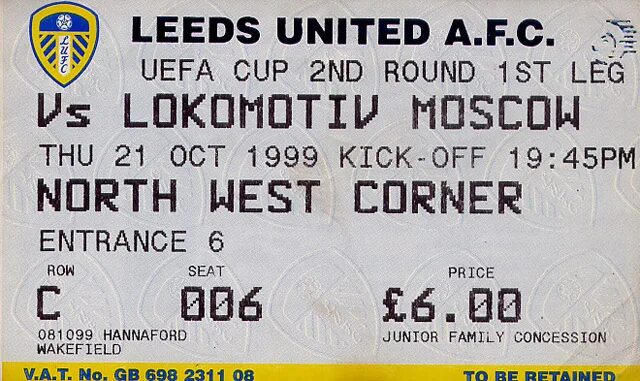 LUFC
LEEDS UNITED A.F.C.
UEFA CUP 2ND ROUND 1ST LEG
Vs LOKOMOTIV MOSCOW
THU 21 OCT 1999 KICK-OFF 19:45PM
NORTH WEST CORNER
ENTRANCE 6
ROW SEAT PRICE
C 006 £6.00
081099 HANNAFORD JUNIOR FAMILY CONCESSION
WAKEFIELD
V.A.T. No. GB 698 2311 08 TO BE RETAINED